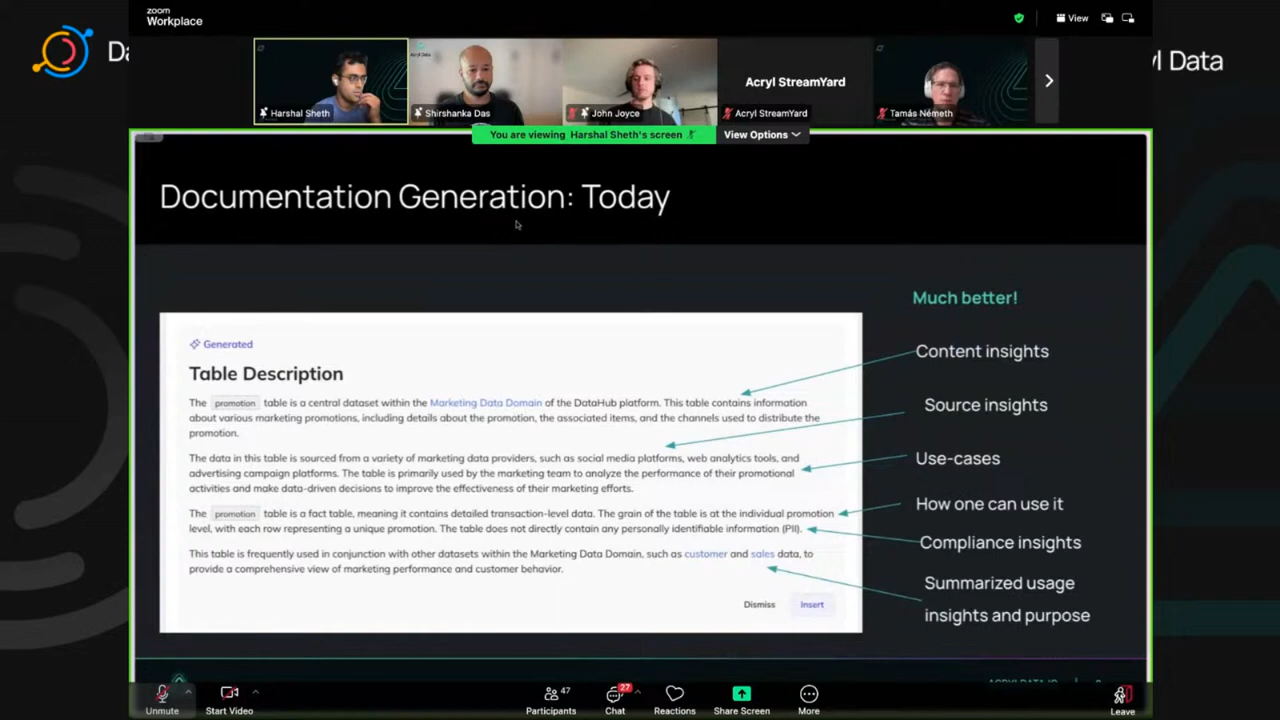 zoom
Workplace
View
Da
yl Data
Harshal Sheth
Acryl Data
Shirshanka Das
John Joyce
Acryl StreamYard
Acryl StreamYard
Tamás Németh
You are viewing Harshal Sheth's screen
View Options
Documentation Generation: Today
Much better!
Generated
Table Description
The promotion table is a central dataset within the Marketing Data Domain of the DataHub platform. This table contains information
about various marketing promotions, including details about the promotion, the associated items, and the channels used to distribute the
promotion.
The data in this table is sourced from a variety of marketing data providers, such as social media platforms, web analytics tools, and
advertising campaign platforms. The table is primarily used by the marketing team to analyze the performance of their promotional
activities and make data-driven decisions to improve the effectiveness of their marketing efforts.
The promotion table is a fact table, meaning it contains detailed transaction-level data. The grain of the table is at the individual promotion
level, with each row representing a unique promotion. The table does not directly contain any personally identifiable information (PII).
This table is frequently used in conjunction with other datasets within the Marketing Data Domain, such as customer and sales data, to
provide a comprehensive view of marketing performance and customer behavior.
Dismiss
Insert
Content insights
Source insights
Use-cases
How one can use it
Compliance insights
Summarized usage
insights and purpose
Unmute
Start Video
47
Participants
27
Chat
Reactions
Share Screen
More
Leave